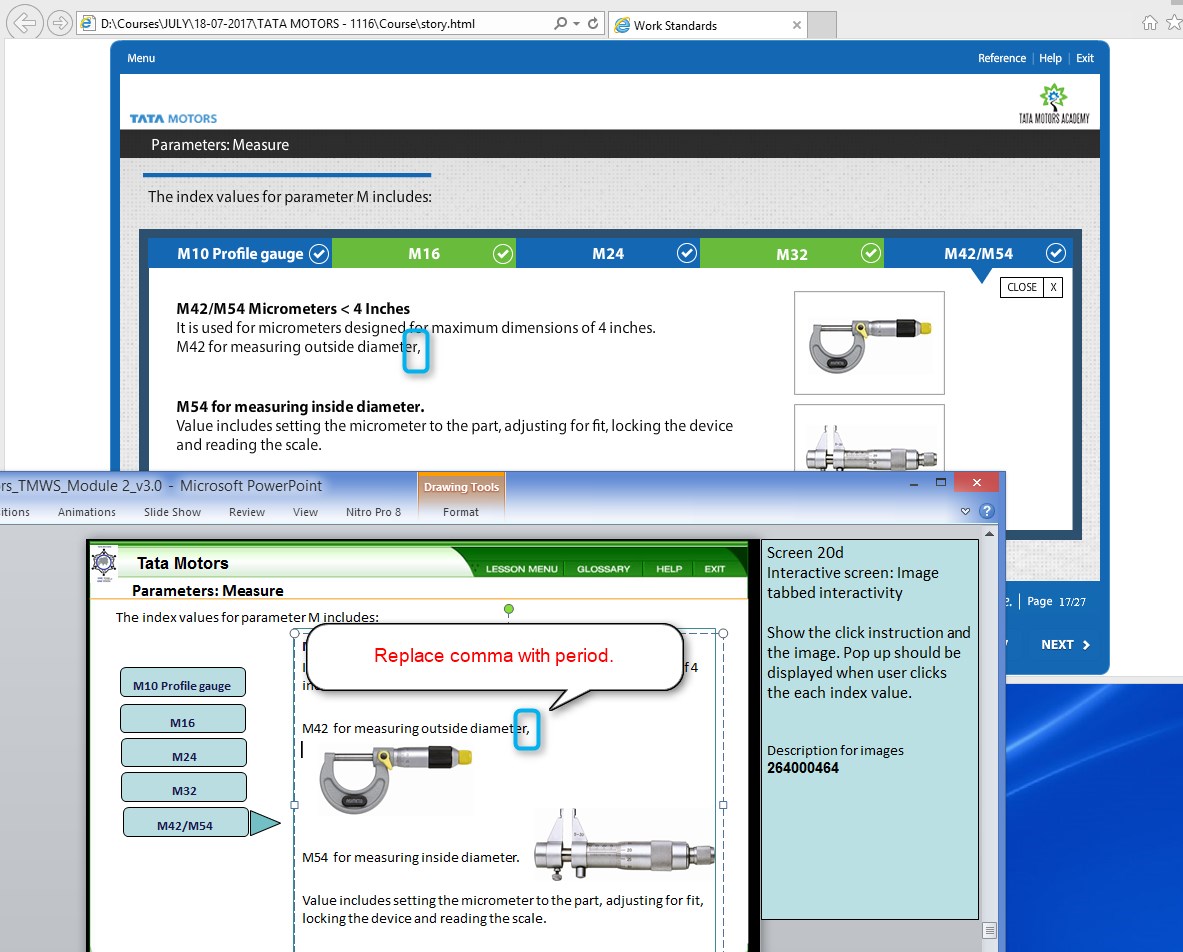 D:\Courses\JULY\18-07-2017\TATA MOTORS - 1116\Course\story.html
Work Standards
Menu
Reference | Help | Exit
TATA MOTORS
TATA MOTORS ACADEMY
Parameters: Measure
The index values for parameter M includes:
M10 Profile gauge
M16
M24
M32
M42/M54
CLOSE X
M42/M54 Micrometers < 4 Inches
It is used for micrometers designed for maximum dimensions of 4 inches.
M42 for measuring outside diameter,
M54 for measuring inside diameter.
Value includes setting the micrometer to the part, adjusting for fit, locking the device
and reading the scale.
Page 17/27
NEXT
rs_TMWS_Module 2_v3.0 - Microsoft PowerPoint
Drawing Tools
itions Animations Slide Show Review View Nitro Pro 8 Format
Tata Motors
LESSON MENU GLOSSARY HELP EXIT
Parameters: Measure
The index values for parameter M includes:
Replace comma with period.
f 4
M10 Profile gauge
M16
M24
M32
M42/M54
M42 for measuring outside diameter,
M54 for measuring inside diameter.
Value includes setting the micrometer to the part, adjusting for fit,
locking the device and reading the scale.
Screen 20d
Interactive screen: Image
tabbed interactivity
Show the click instruction and
the image. Pop up should be
displayed when user clicks
the each index value.
Description for images
264000464